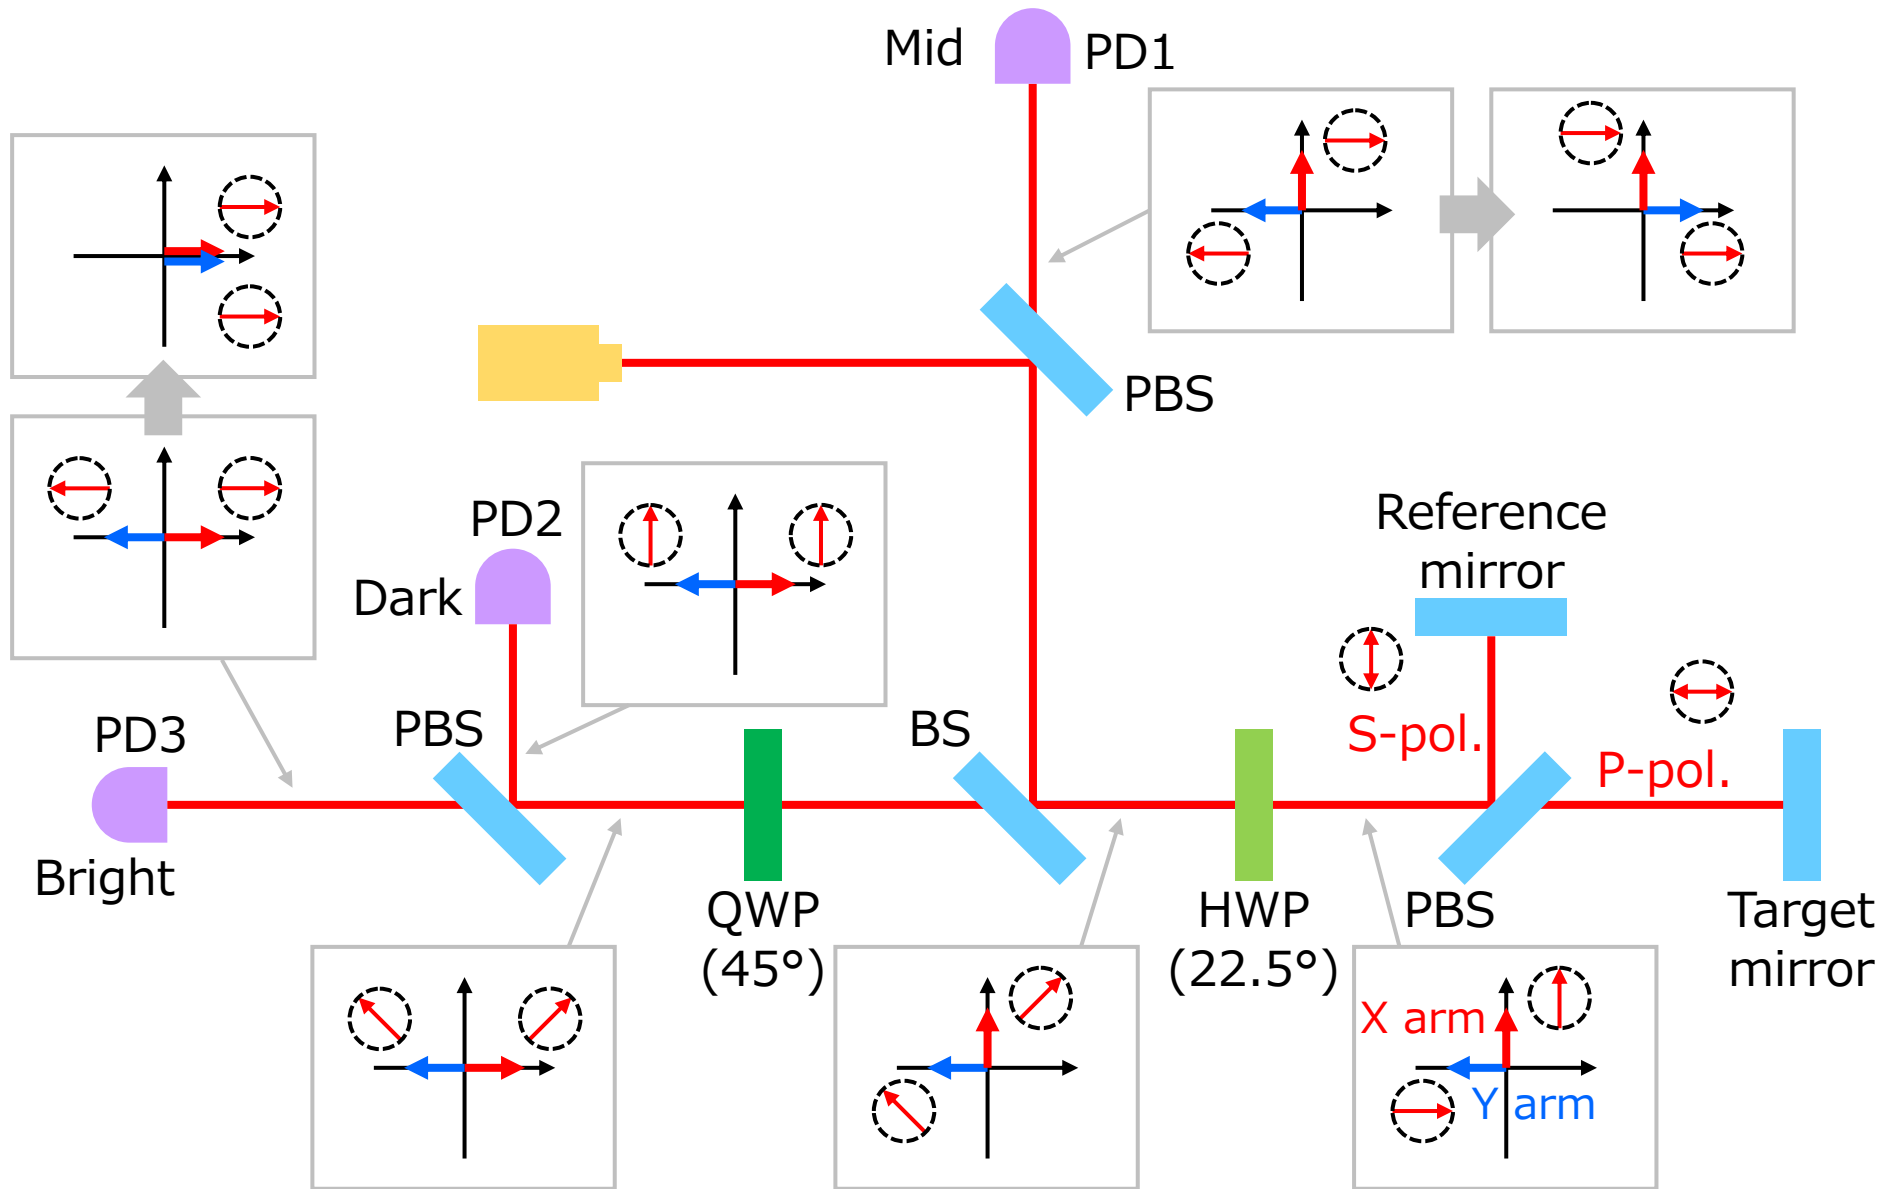 Mid
PD1
PBS
PD2
Dark
Reference
mirror
PD3
PBS
BS
S-pol.
P-pol.
Bright
QWP
(45°)
HWP
(22.5°)
PBS
Target
mirror
X arm
Y arm